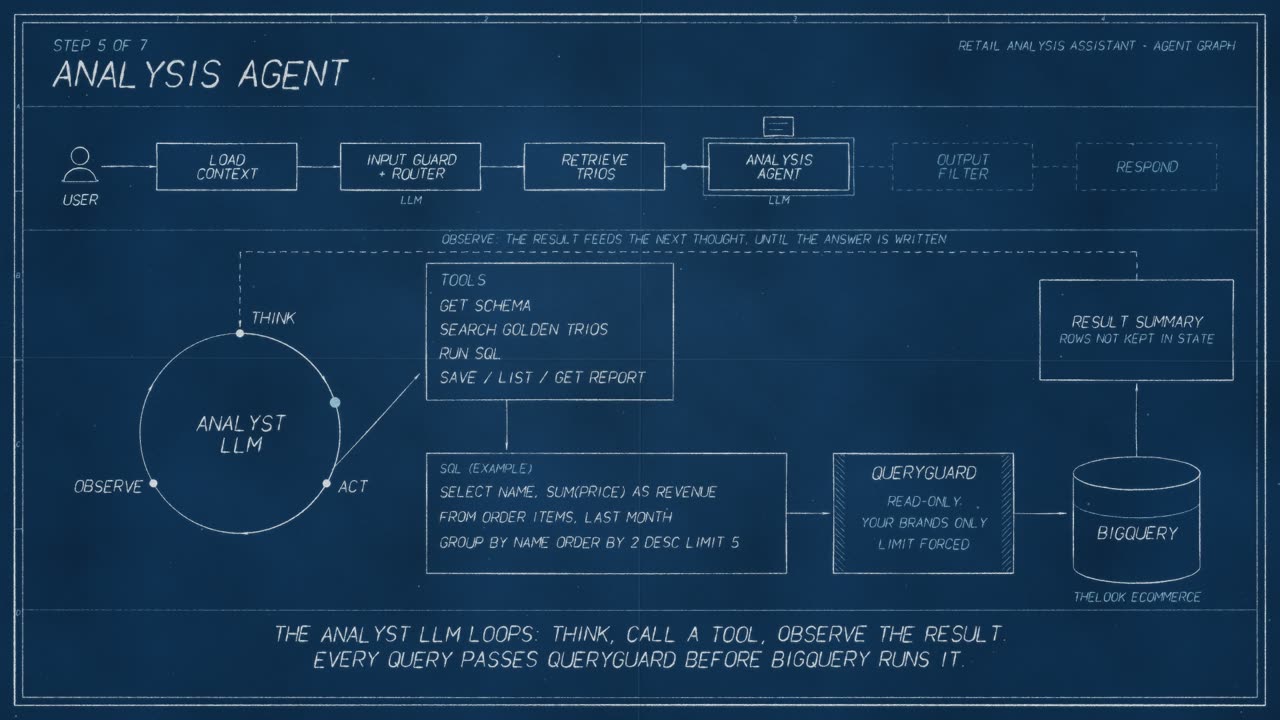 STEP 5 OF 7
ANALYSIS AGENT
RETAIL ANALYSIS ASSISTANT - AGENT GRAPH
USER
LOAD
CONTEXT
INPUT GUARD
+ ROUTER
LLM
RETRIEVE
TRIOS
ANALYSIS
AGENT
LLM
OUTPUT
FILTER
RESPOND
OBSERVE: THE RESULT FEEDS THE NEXT THOUGHT, UNTIL THE ANSWER IS WRITTEN
THINK
ANALYST
LLM
OBSERVE
ACT
TOOLS
GET SCHEMA
SEARCH GOLDEN TRIOS
RUN SQL
SAVE / LIST / GET REPORT
SQL (EXAMPLE)
SELECT NAME, SUM(PRICE) AS REVENUE
FROM ORDER ITEMS, LAST MONTH
GROUP BY NAME ORDER BY 2 DESC LIMIT 5
QUERYGUARD
READ-ONLY.
YOUR BRANDS ONLY
LIMIT FORCED
RESULT SUMMARY
ROWS NOT KEPT IN STATE
BIGQUERY
THELOOK ECOMMERCE
THE ANALYST LLM LOOPS: THINK, CALL A TOOL, OBSERVE THE RESULT.
EVERY QUERY PASSES QUERYGUARD BEFORE BIGQUERY RUNS IT.